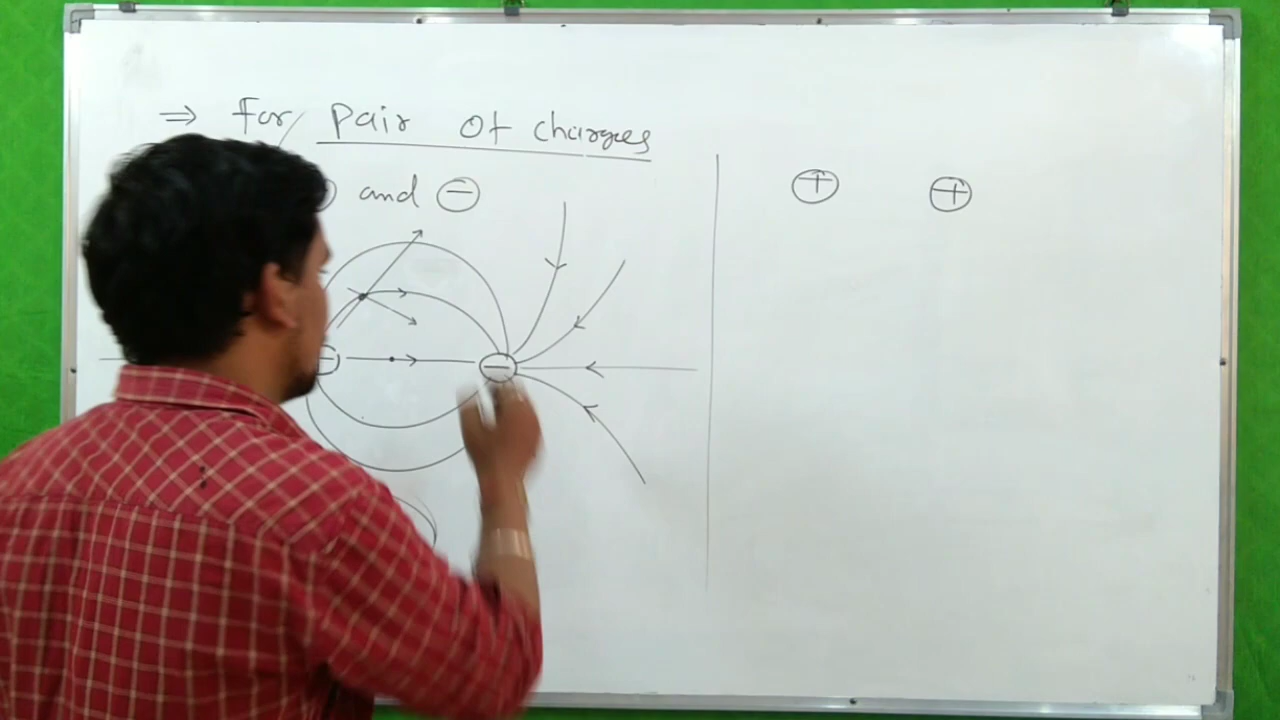 ⇒ For pair of charges
and ⊖
⊕ ⊕
⊖